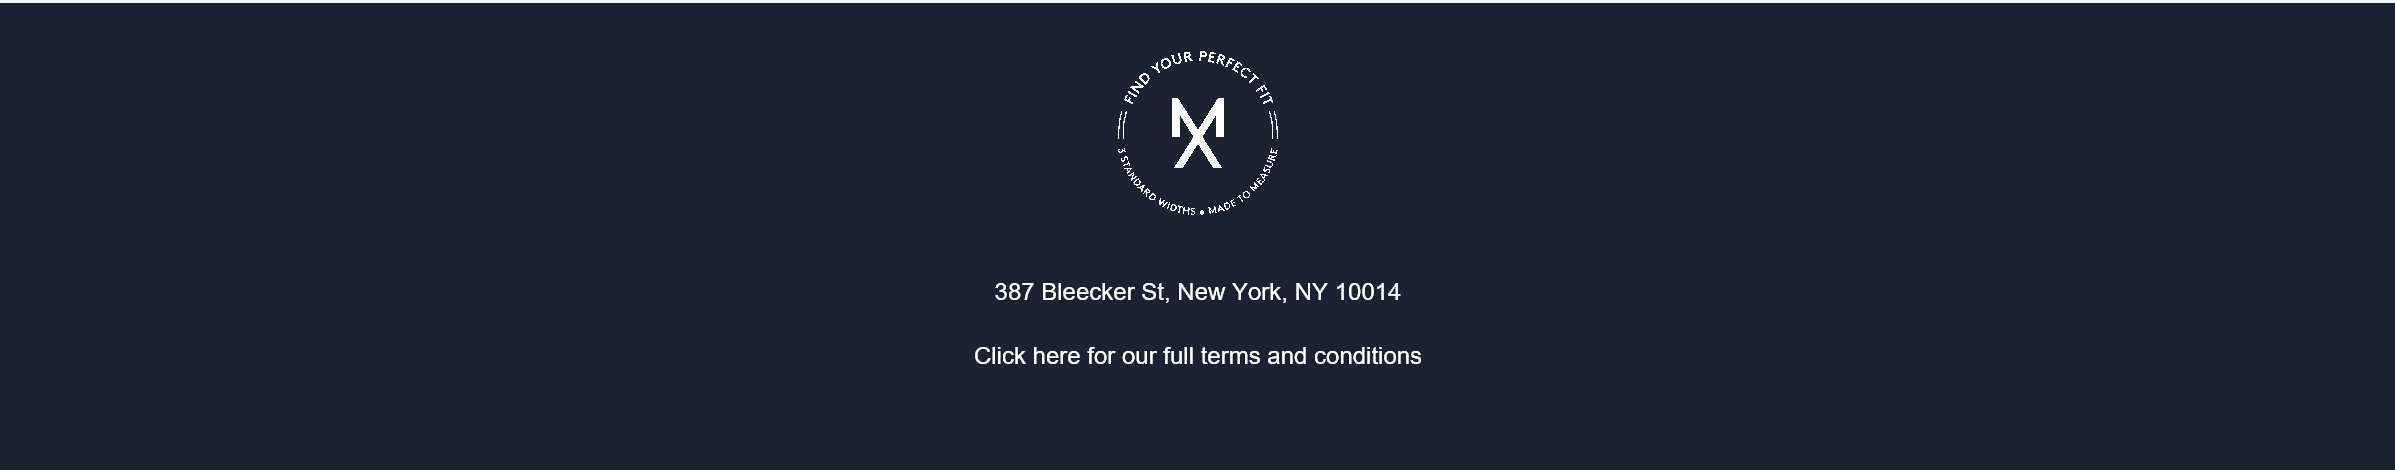 FIND YOUR PERFECT FIT
MX
3 STANDARD WIDTHS • MADE TO MEASURE
387 Bleecker St, New York, NY 10014
Click here for our full terms and conditions